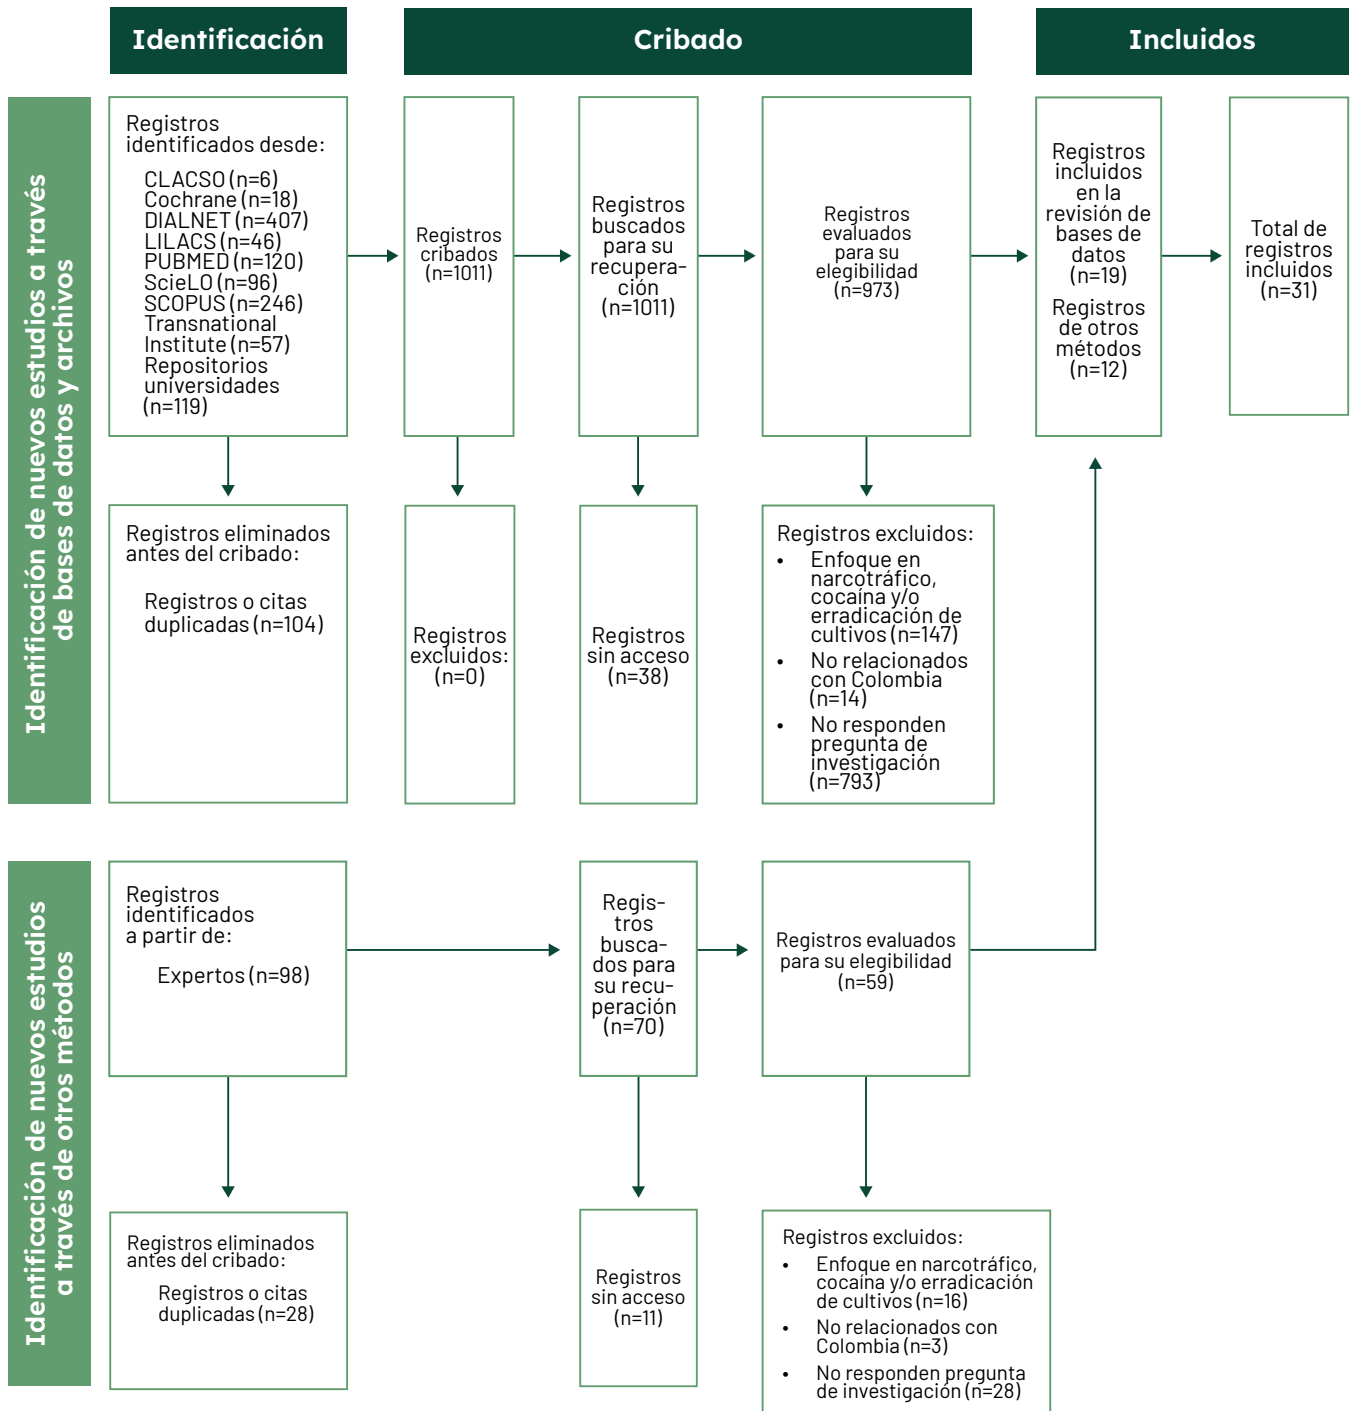 Identificación
Cribado
Incluidos
Identificación de nuevos estudios a través
de bases de datos y archivos
Registros
identificados desde:
CLACSO (n=6)
Cochrane (n=18)
DIALNET (n=407)
LILACS (n=46)
PUBMED (n=120)
ScieLO (n=96)
SCOPUS (n=246)
Transnational
Institute (n=57)
Repositorios
universidades
(n=119)
Registros
cribados
(n=1011)
Registros
buscados
para su
recupera-
ción
(n=1011)
Registros
evaluados
para su
elegibilidad
(n=973)
Registros
incluidos
en la
revisión de
bases de
datos
(n=19)
Registros
de otros
métodos
(n=12)
Total de
registros
incluidos
(n=31)
Registros eliminados
antes del cribado:
Registros o citas
duplicadas (n=104)
Registros
excluidos:
(n=0)
Registros
sin acceso
(n=38)
Registros excluidos:
• Enfoque en
narcotráfico,
cocaína y/o
erradicación de
cultivos (n=147)
• No relacionados
con Colombia
(n=14)
• No responden
pregunta de
investigación
(n=793)
Identificación de nuevos estudios
a través de otros métodos
Registros
identificados
a partir de:
Expertos (n=98)
Regis-
tros
busca-
dos para
su recu-
peración
(n=70)
Registros evaluados
para su elegibilidad
(n=59)
Registros eliminados
antes del cribado:
Registros o citas
duplicadas (n=28)
Registros
sin acceso
(n=11)
Registros excluidos:
• Enfoque en narcotráfico,
cocaína y/o erradicación
de cultivos (n=16)
• No relacionados con
Colombia (n=3)
• No responden pregunta
de investigación (n=28)